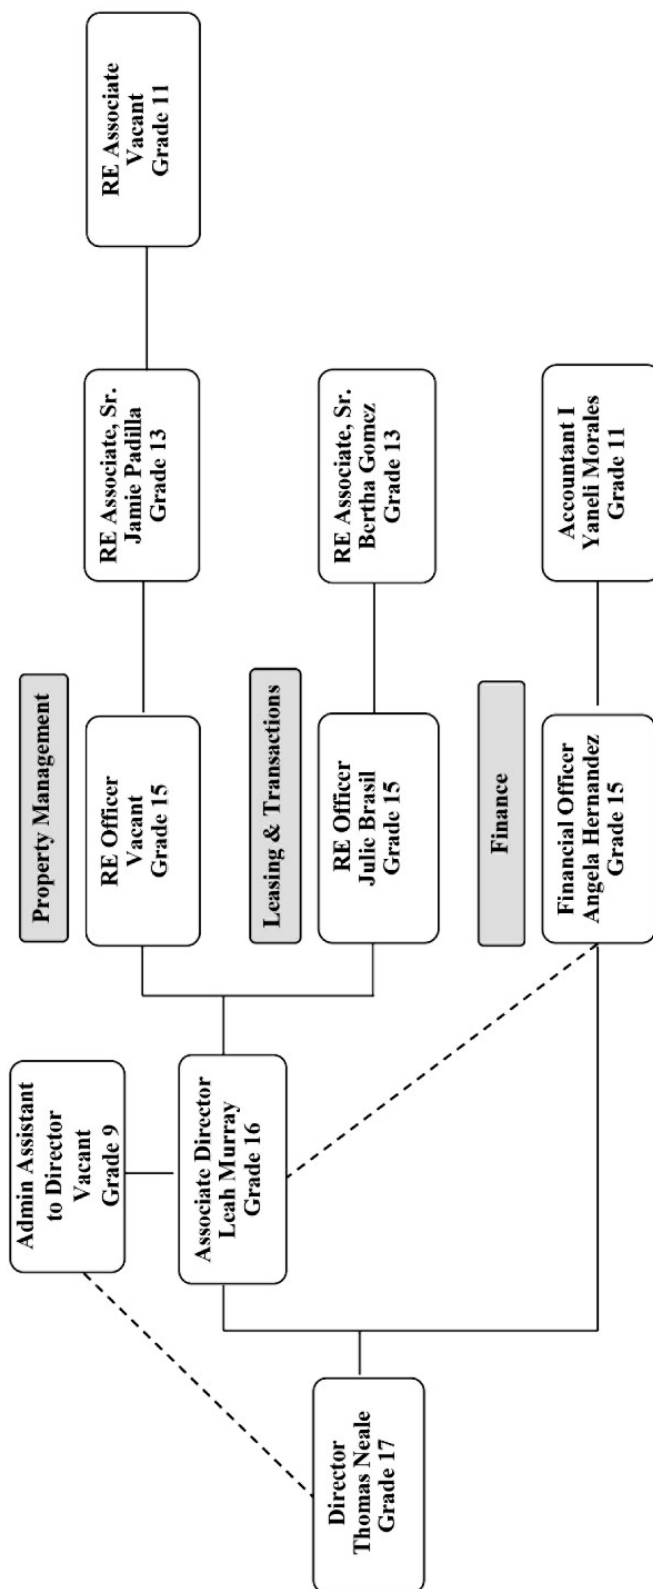 Director
Thomas Neale
Grade 17
Admin Assistant
to Director
Vacant
Grade 9
Associate Director
Leah Murray
Grade 16
Property Management
RE Officer
Vacant
Grade 15
RE Associate, Sr.
Jamie Padilla
Grade 13
RE Associate
Vacant
Grade 11
Leasing & Transactions
RE Officer
Julie Brasil
Grade 15
RE Associate, Sr.
Bertha Gomez
Grade 13
Finance
Financial Officer
Angela Hernandez
Grade 15
Accountant I
Yaneli Morales
Grade 11